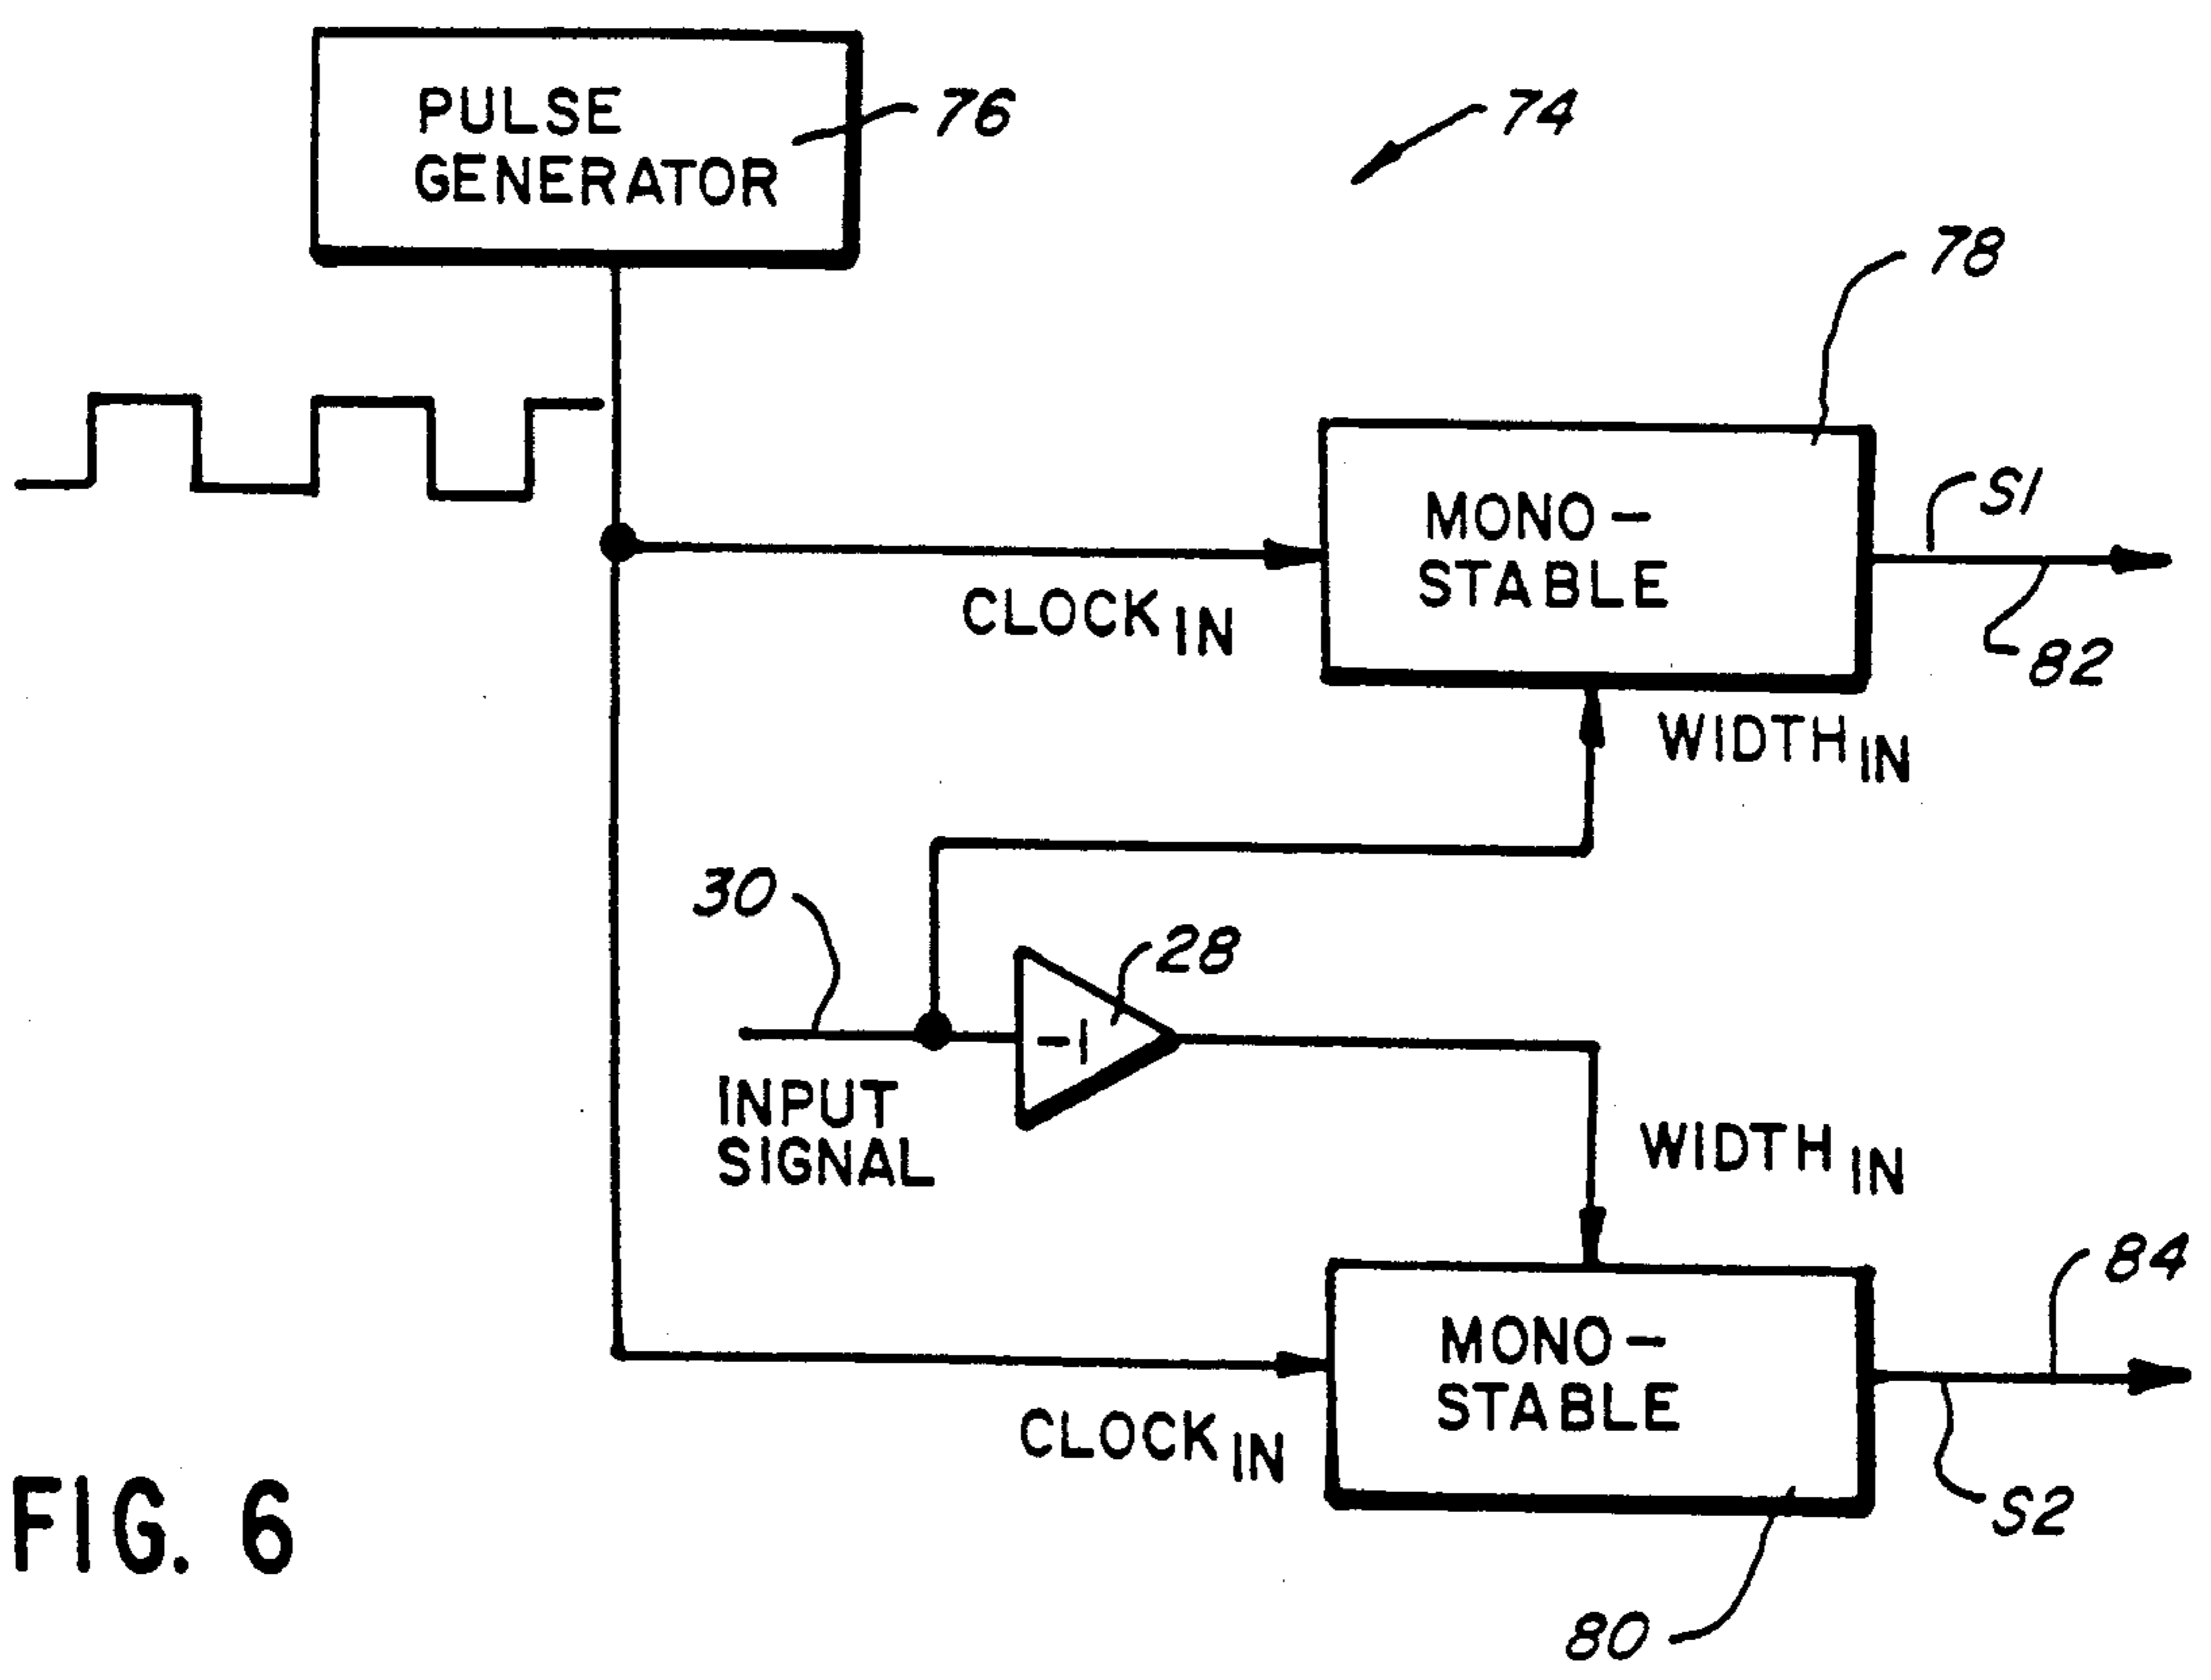 PULSE
GENERATOR
76
74
78
MONO-
STABLE
S1
82
CLOCK IN
WIDTH IN
30
28
-1
INPUT
SIGNAL
WIDTH IN
84
MONO-
STABLE
CLOCK IN
S2
80
FIG. 6